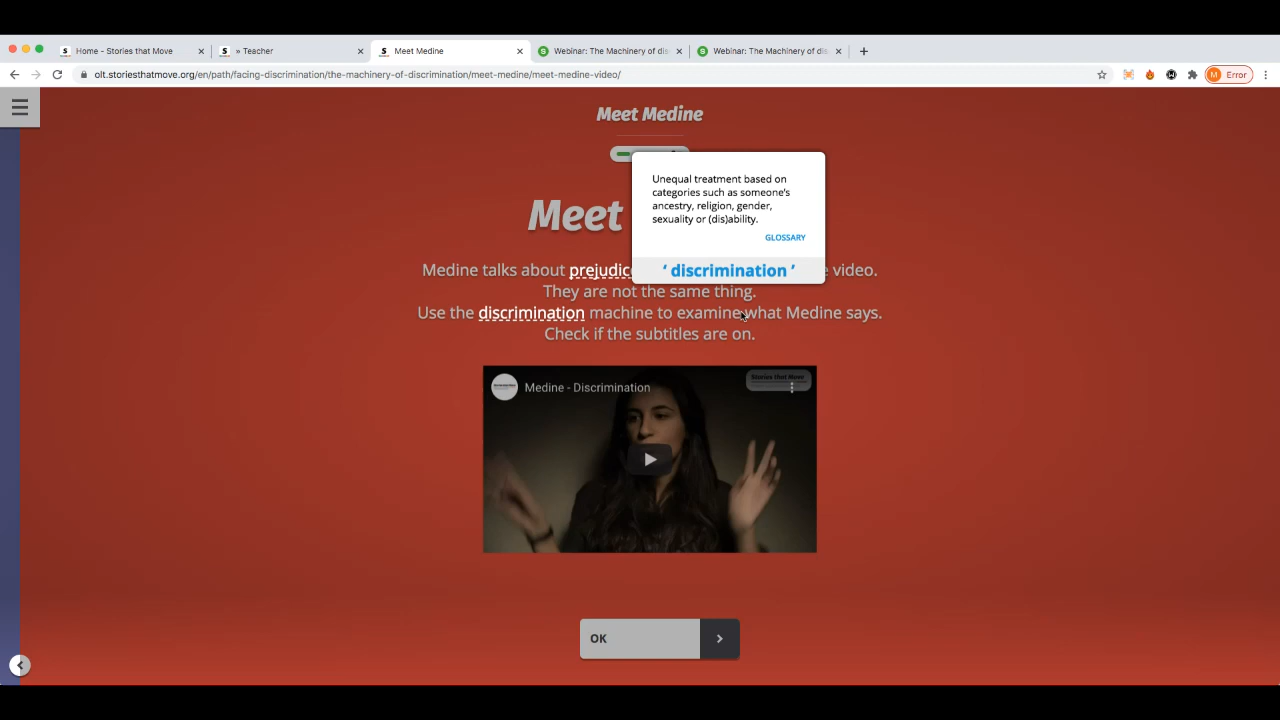 Home - Stories that Move
» Teacher
Meet Medine
Webinar: The Machinery of dis
Webinar: The Machinery of dis
olt.storiesthatmove.org/en/path/facing-discrimination/the-machinery-of-discrimination/meet-medine/meet-medine-video/
M Error
Meet Medine
Unequal treatment based on
categories such as someone's
ancestry, religion, gender,
sexuality or (dis)ability.
GLOSSARY
‘ discrimination ’
Meet
Medine talks about prejudice video.
They are not the same thing.
Use the discrimination machine to examine what Medine says.
Check if the subtitles are on.
Medine - Discrimination
Stories that Move
OK